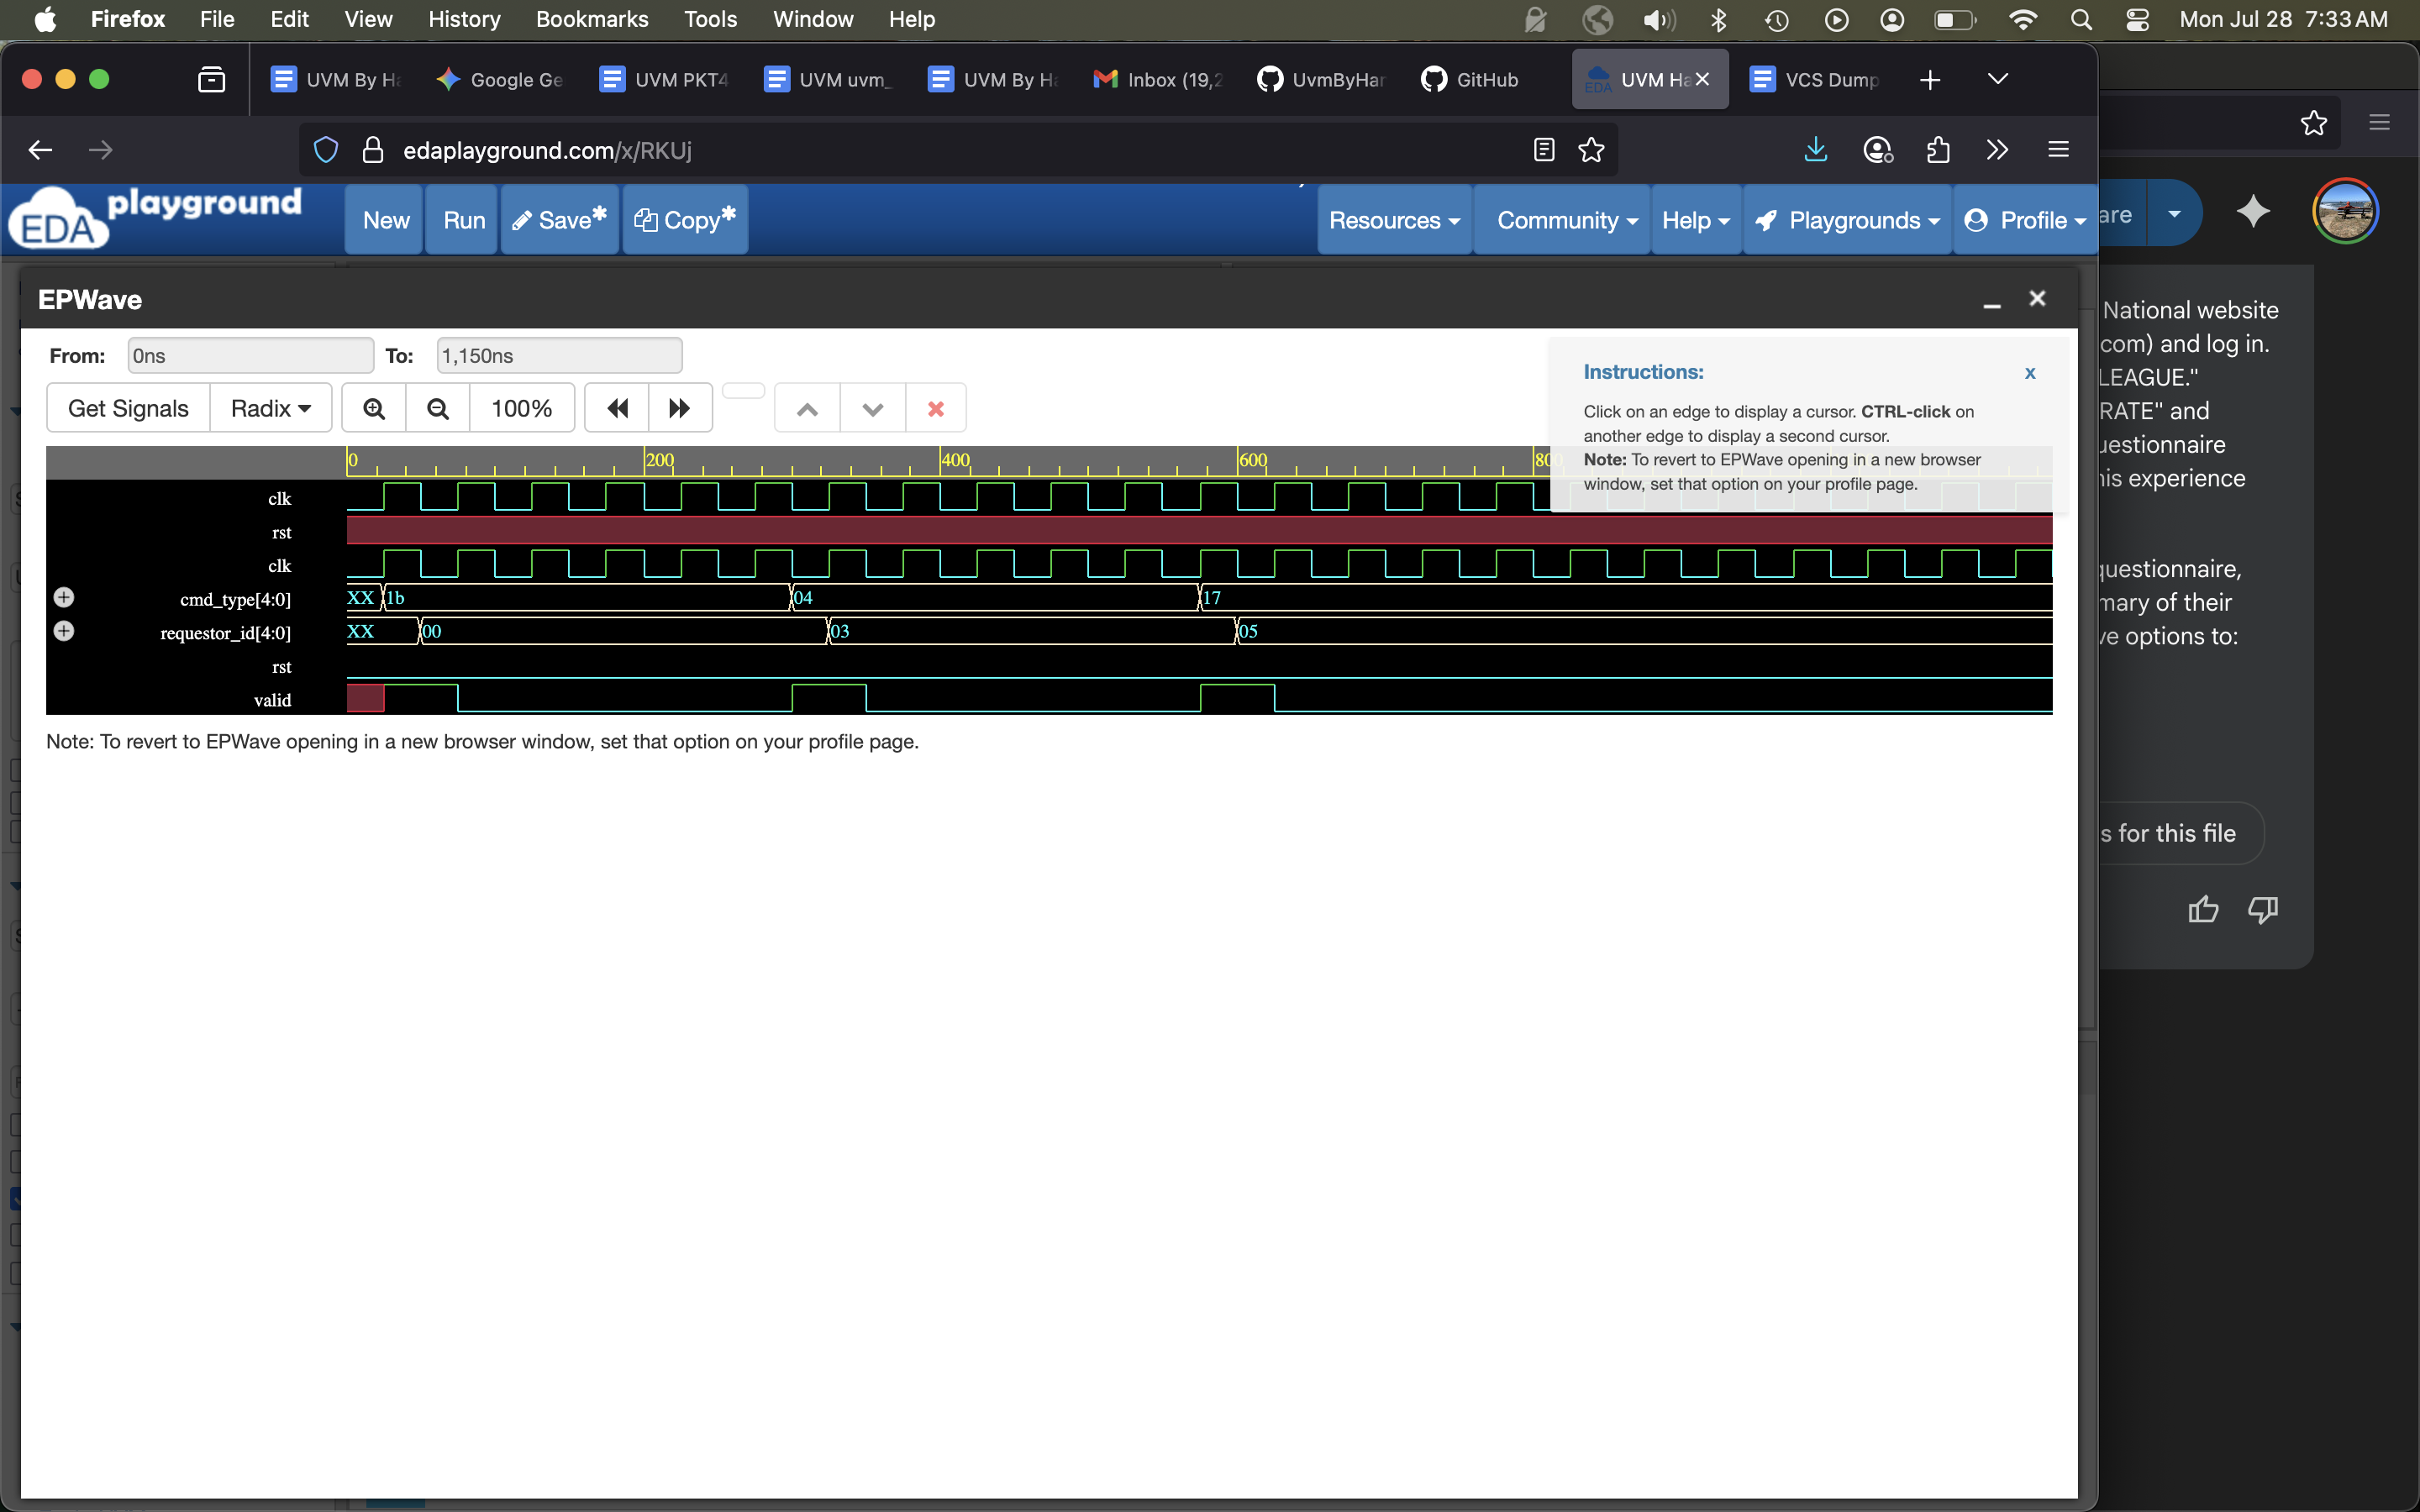 Firefox File Edit View History Bookmarks Tools Window Help Mon Jul 28 7:33 AM
UVM By Ha Google Ge UVM PKT4 UVM uvm_ UVM By Ha Inbox (19,2 UvmByHar GitHub EDA UVM Ha VCS Dump
edaplayground.com/x/RKUj
EDA playground New Run Save* Copy* Resources Community Help Playgrounds Profile
are
EPWave
From: 0ns To: 1,150ns
Get Signals Radix 100%
Instructions: x
Click on an edge to display a cursor. CTRL-click on
another edge to display a second cursor.
Note: To revert to EPWave opening in a new browser
window, set that option on your profile page.
0 200 400 600 800
clk
rst
clk
cmd_type[4:0] XX 1b 04 17
requestor_id[4:0] XX 00 03 05
rst
valid
Note: To revert to EPWave opening in a new browser window, set that option on your profile page.
National website
com) and log in.
LEAGUE."
RATE" and
uestionnaire
his experience
questionnaire,
mary of their
ve options to:
s for this file